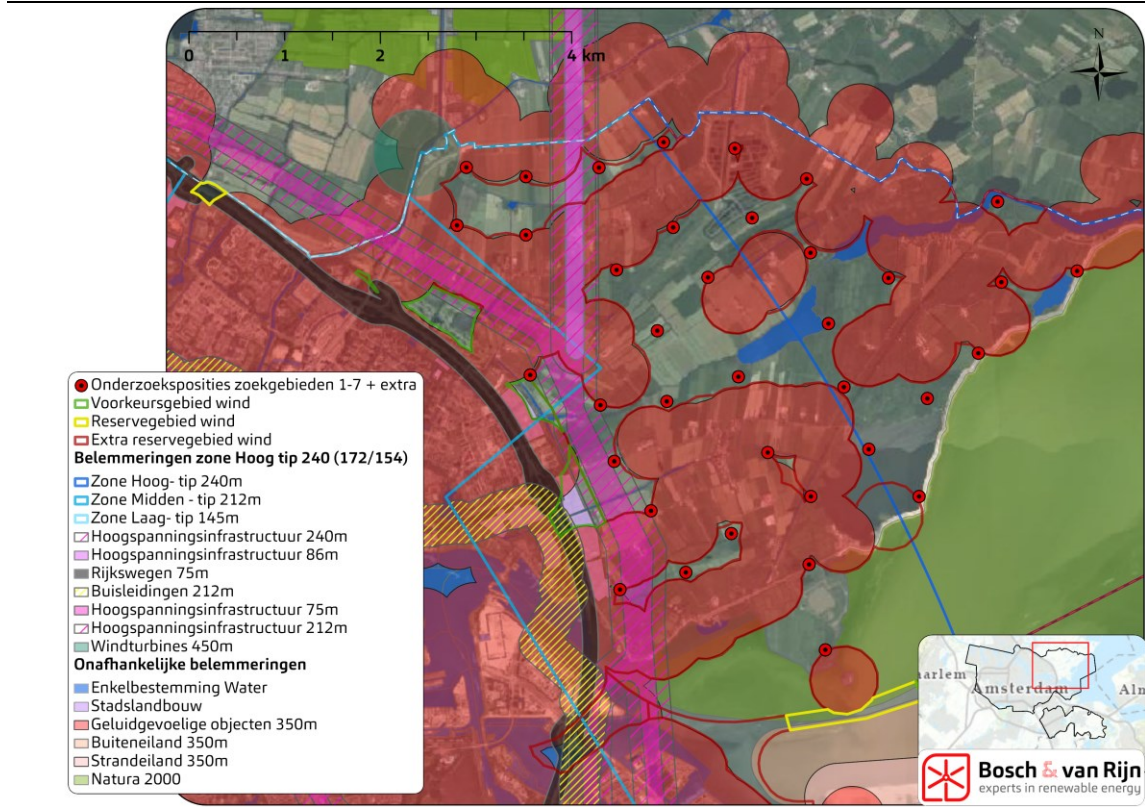 0
1
2
4 km
N
Onderzoeksposities zoekgebieden 1-7 + extra
Voorkeursgebied wind
Reservegebied wind
Extra reservegebied wind
Belemmeringen zone Hoog tip 240 (172/154)
Zone Hoog- tip 240m
Zone Midden - tip 212m
Zone Laag- tip 145m
Hoogspanningsinfrastructuur 240m
Hoogspanningsinfrastructuur 86m
Rijkswegen 75m
Buisleidingen 212m
Hoogspanningsinfrastructuur 75m
Hoogspanningsinfrastructuur 212m
Windturbines 450m
Onafhankelijke belemmeringen
Enkelbestemming Water
Stadslandbouw
Geluidgevoelige objecten 350m
Buiteneiland 350m
Strandeiland 350m
Natura 2000
aarlem
Amsterdam
Aln
Bosch & van Rijn
experts in renewable energy